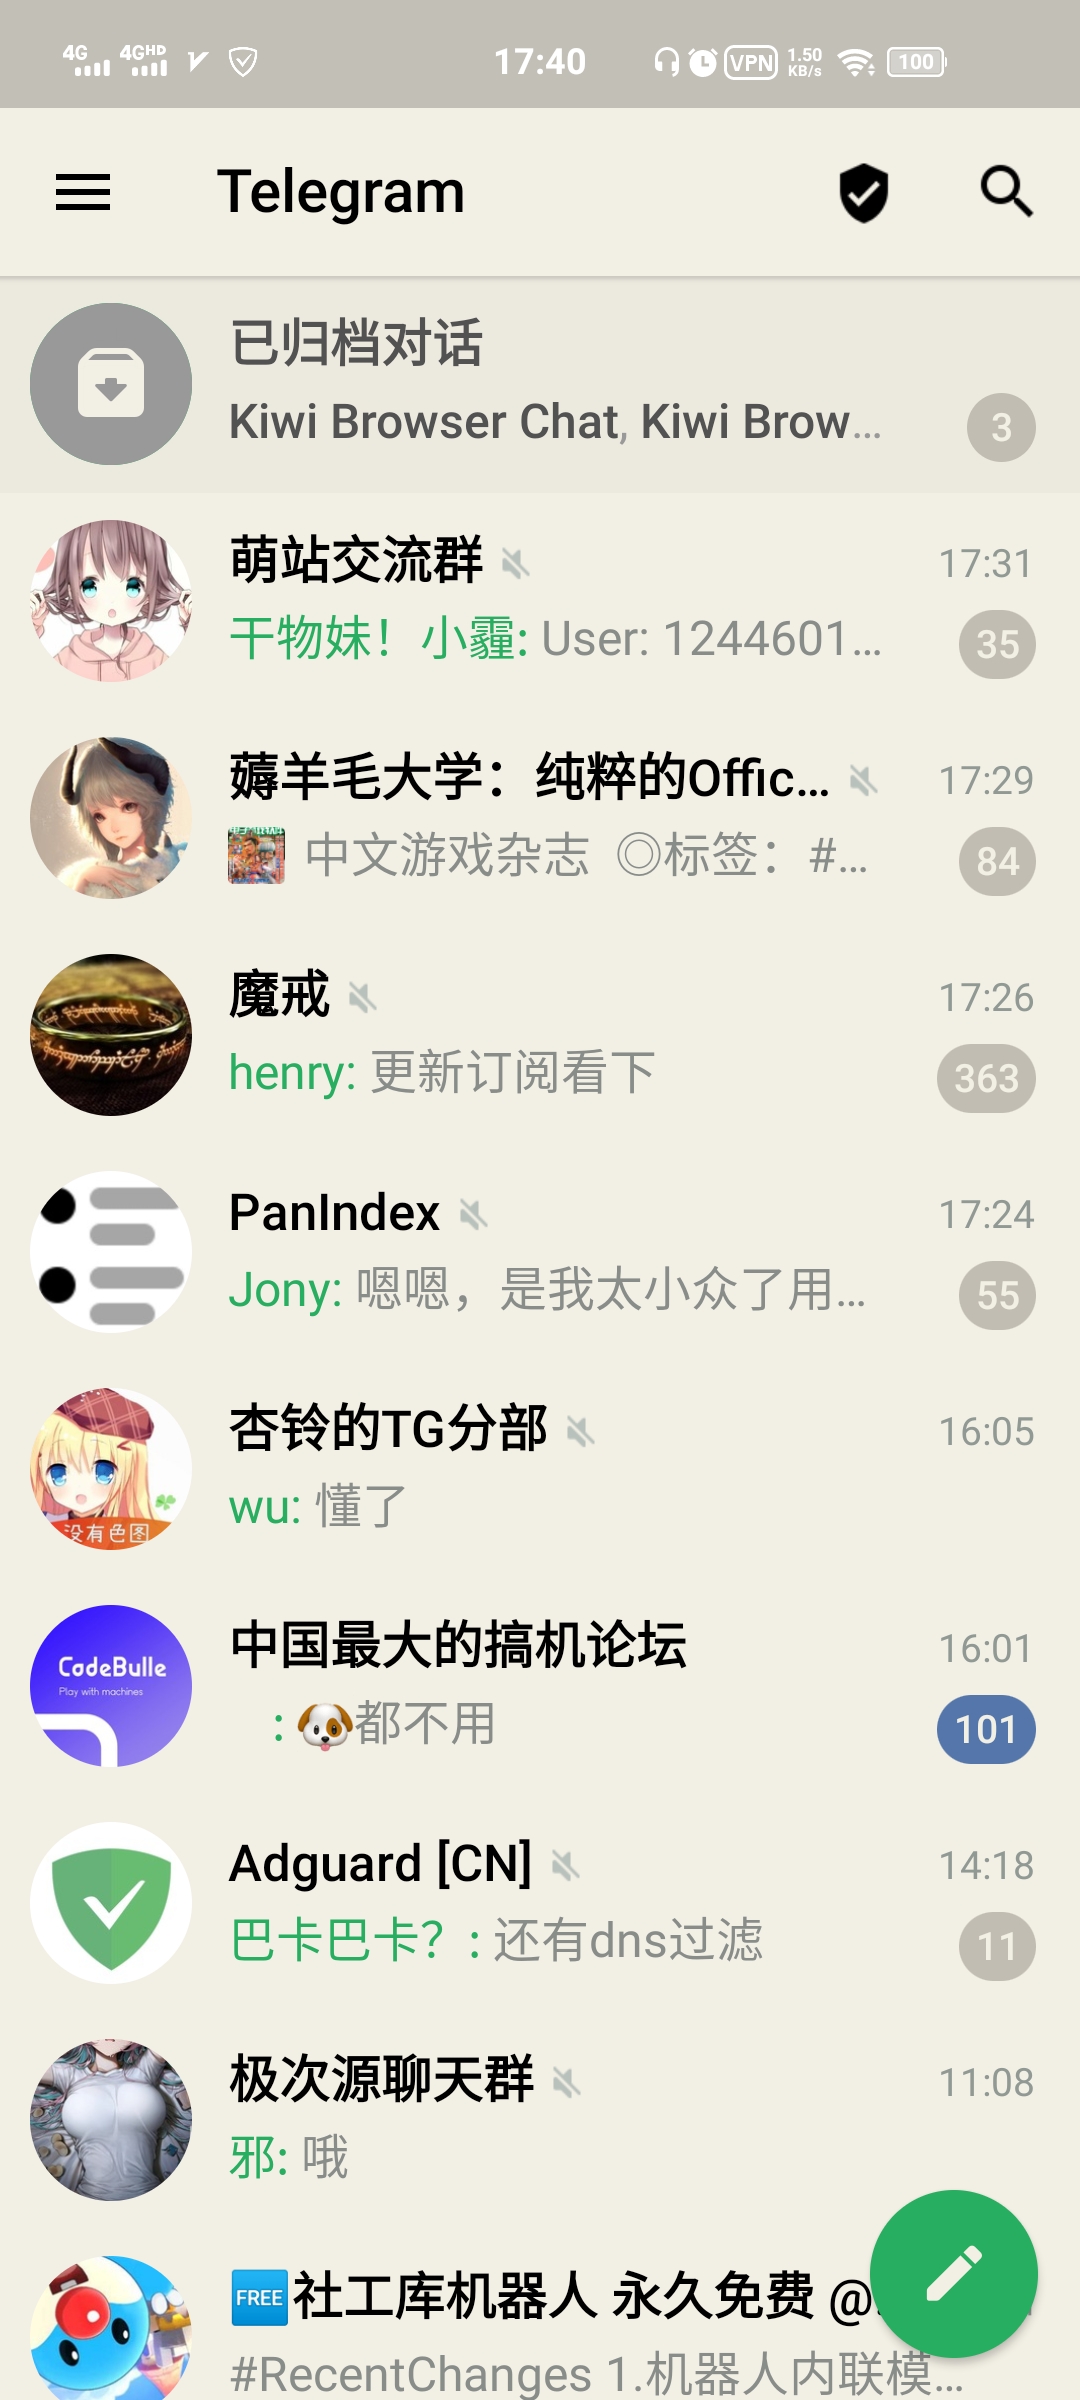 4G 4GHD 17:40 VPN 1.50 KB/s 100
Telegram
已归档对话
Kiwi Browser Chat, Kiwi Brow...
3
萌站交流群 17:31
干物妹！小霾: User: 1244601... 35
薅羊毛大学：纯粹的Offic... 17:29
中文游戏杂志 ◎标签：#... 84
魔戒 17:26
henry: 更新订阅看下 363
PanIndex 17:24
Jony: 嗯嗯，是我太小众了用... 55
杏铃的TG分部 16:05
wu: 懂了
没有色图
中国最大的搞机论坛 16:01
CodeBulle
Play with machines
: 🐶都不用 101
Adguard [CN] 14:18
巴卡巴卡？: 还有dns过滤 11
极次源聊天群 11:08
邪: 哦
FREE社工库机器人 永久免费 @
#RecentChanges 1.机器人内联模...